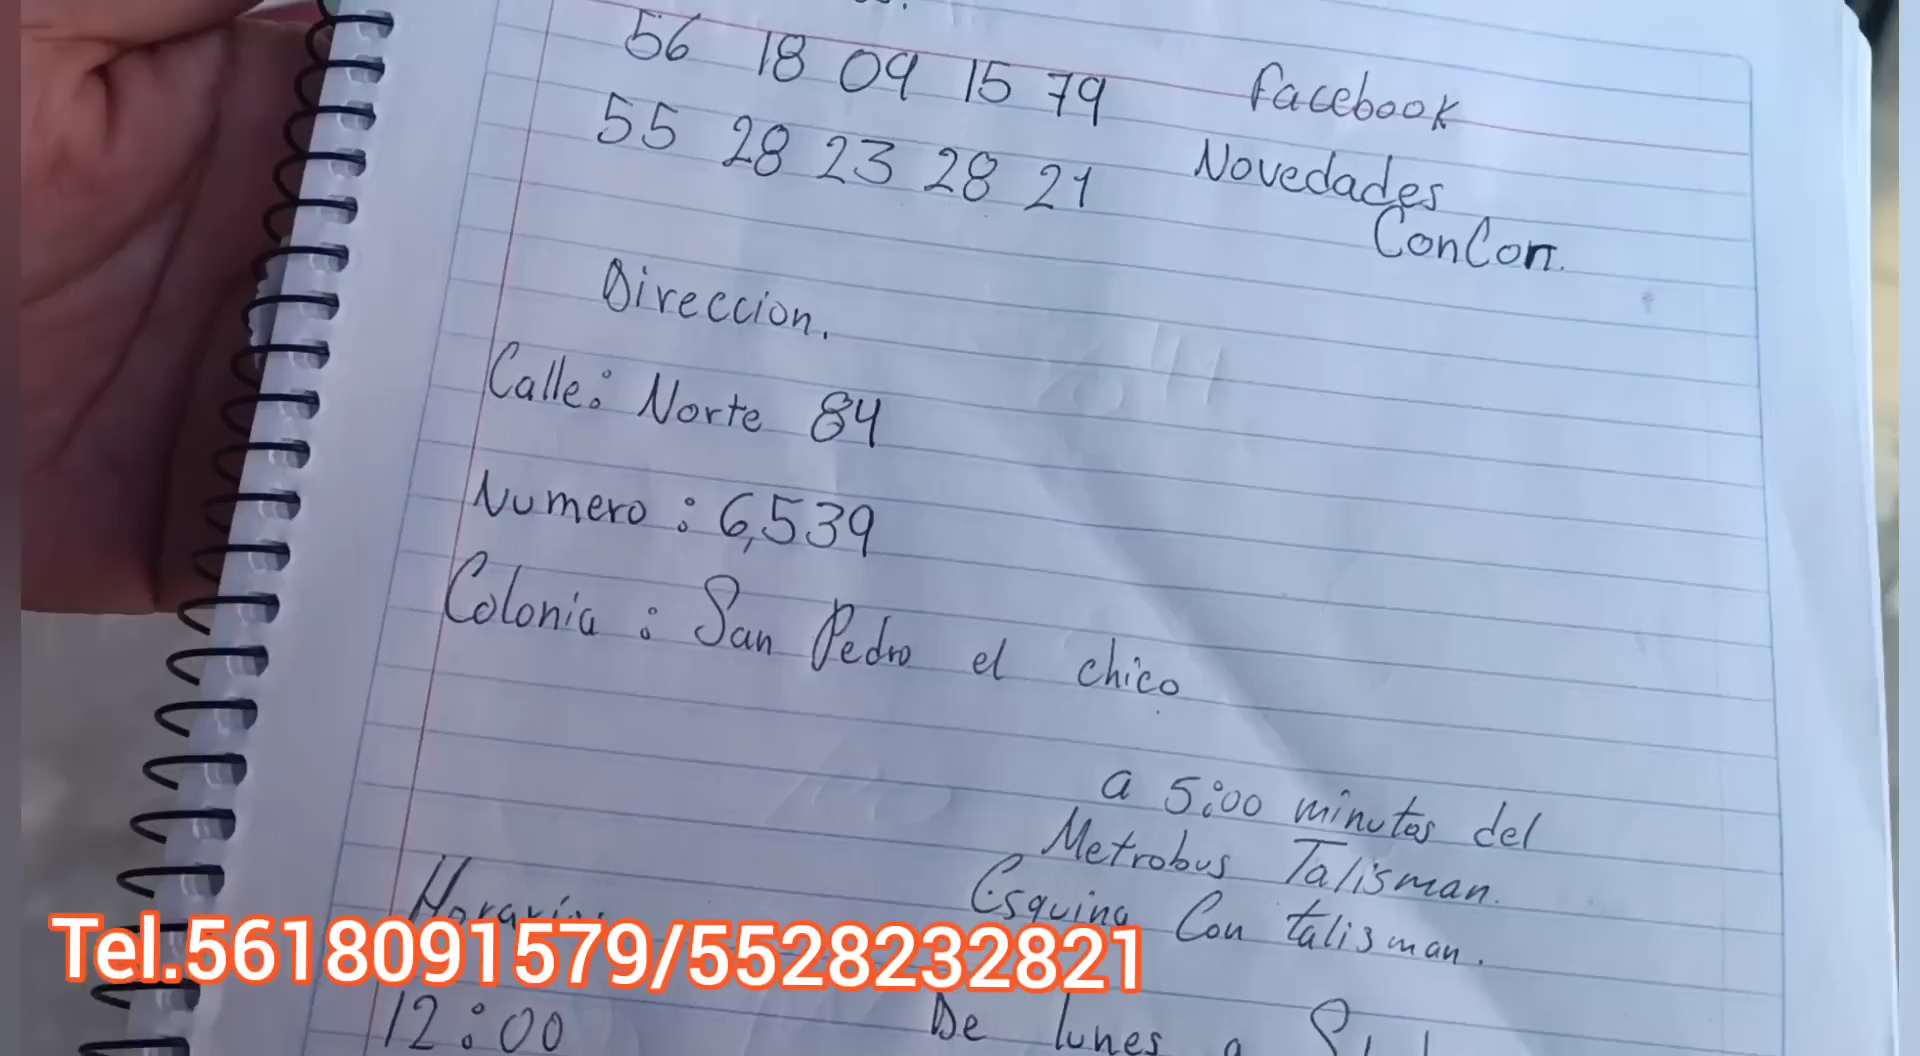 56 18 09 15 79 Facebook
55 28 23 28 21 Novedades
ConCon.
Direccion.
Calle: Norte 84
Numero: 6,539
Colonia: San Pedro el chico
a 5:00 minutos del
Metrobus Talisman.
Esquina Con talisman.
Tel.5618091579/5528232821
12:00 De lunes a